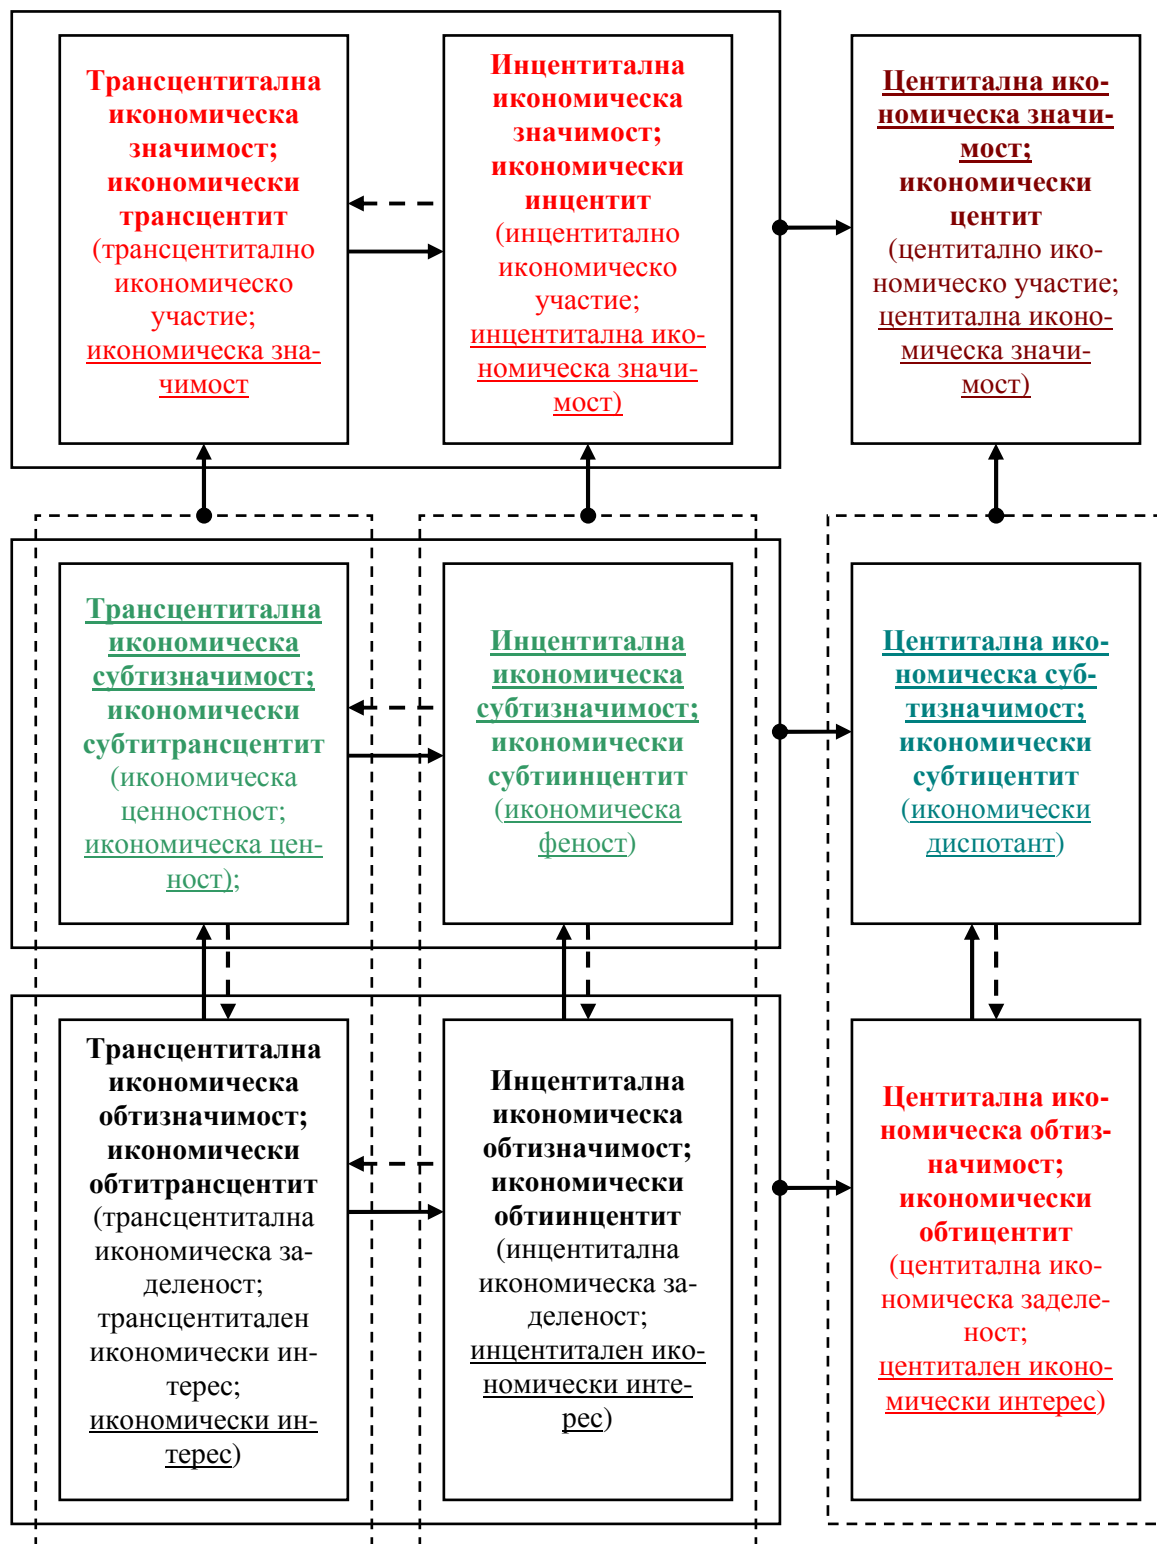 Трансцентитална
икономическа
значимост;
икономически
трансцентит
(трансцентитално
икономическо
участие;
икономическа зна-
чимост
Инцентитална
икономическа
значимост;
икономически
инцентит
(инцентитално
икономическо
участие;
инцентитална ико-
номическа значи-
мост)
Центитална ико-
номическа значи-
мост;
икономически
центит
(центитално ико-
номическо участие;
центитална иконо-
мическа значи-
мост)
Трансцентитална
икономическа
субтизначимост;
икономически
субтитрансцентит
(икономическа
ценностност;
икономическа цен-
ност);
Инцентитална
икономическа
субтизначимост;
икономически
субтиинцентит
(икономическа
феност)
Центитална ико-
номическа суб-
тизначимост;
икономически
субтицентит
(икономически
диспотант)
Трансцентитална
икономическа
обтизначимост;
икономически
обтитрансцентит
(трансцентитална
икономическа за-
деленост;
трансцентитален
икономически ин-
терес;
икономически ин-
терес)
Инцентитална
икономическа
обтизначимост;
икономически
обтиинцентит
(инцентитална
икономическа за-
деленост;
инцентитален ико-
номически инте-
рес)
Центитална ико-
номическа обтиз-
начимост;
икономически
обтицентит
(центитална ико-
номическа заделе-
ност;
центитален иконо-
мически интерес)